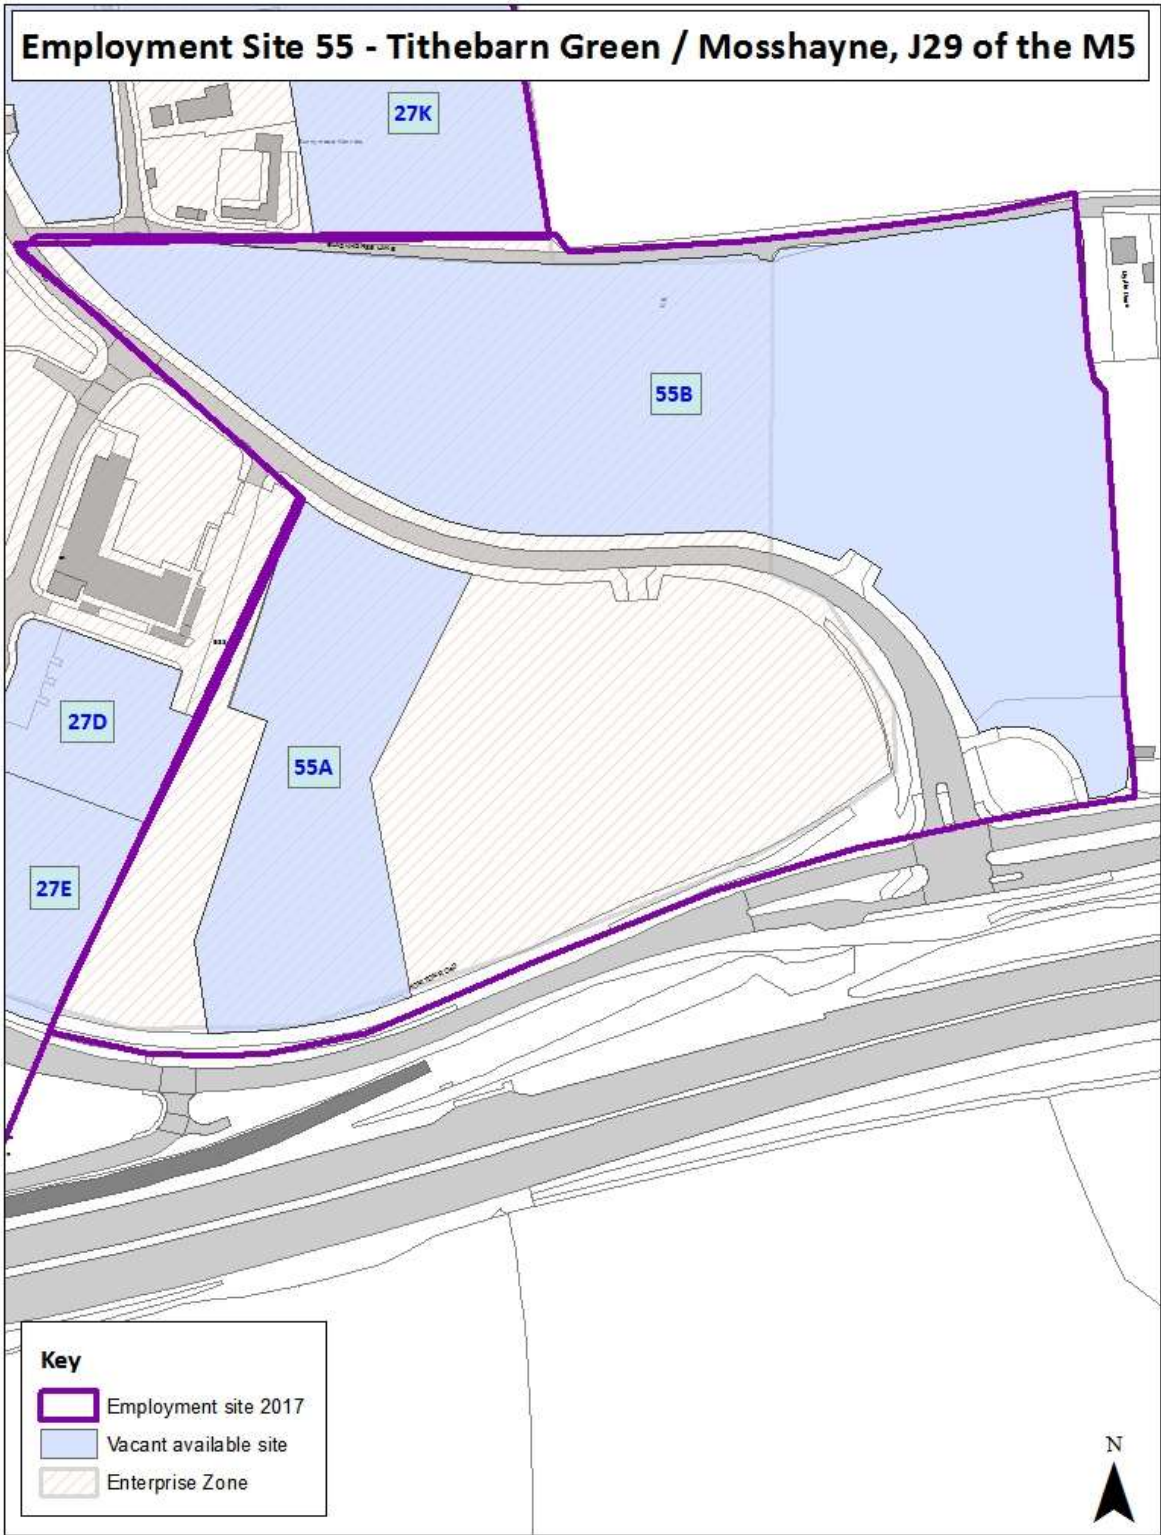 Employment Site 55 - Tithebarn Green / Mosshayne, J29 of the M5
27K
55B
27D
55A
27E
Key
Employment site 2017
Vacant available site
Enterprise Zone
N